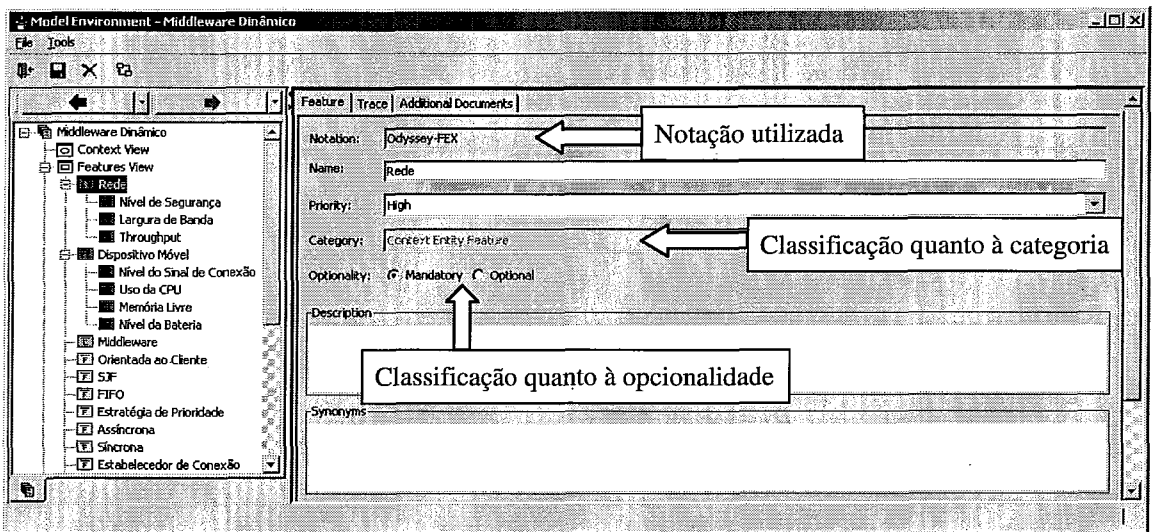 Model Environment - Middleware Dinâmico
File Tools
Feature Trace Additional Documents
Middleware Dinâmico
Context View
Features View
Rede
Nível de Segurança
Largura de Banda
Throughput
Dispositivo Móvel
Nível do Sinal de Conexão
Uso da CPU
Memória Livre
Nível da Bateria
Middleware
Orientada ao Cliente
SJF
FIFO
Estratégia de Prioridade
Assíncrona
Síncrona
Estabelecedor de Conexão
Notation: Odyssey-FEX
Notação utilizada
Name: Rede
Priority: High
Category: Context Entity Feature
Classificação quanto à categoria
Optionality: Mandatory Optional
Description
Classificação quanto à opcionalidade
Synonyms